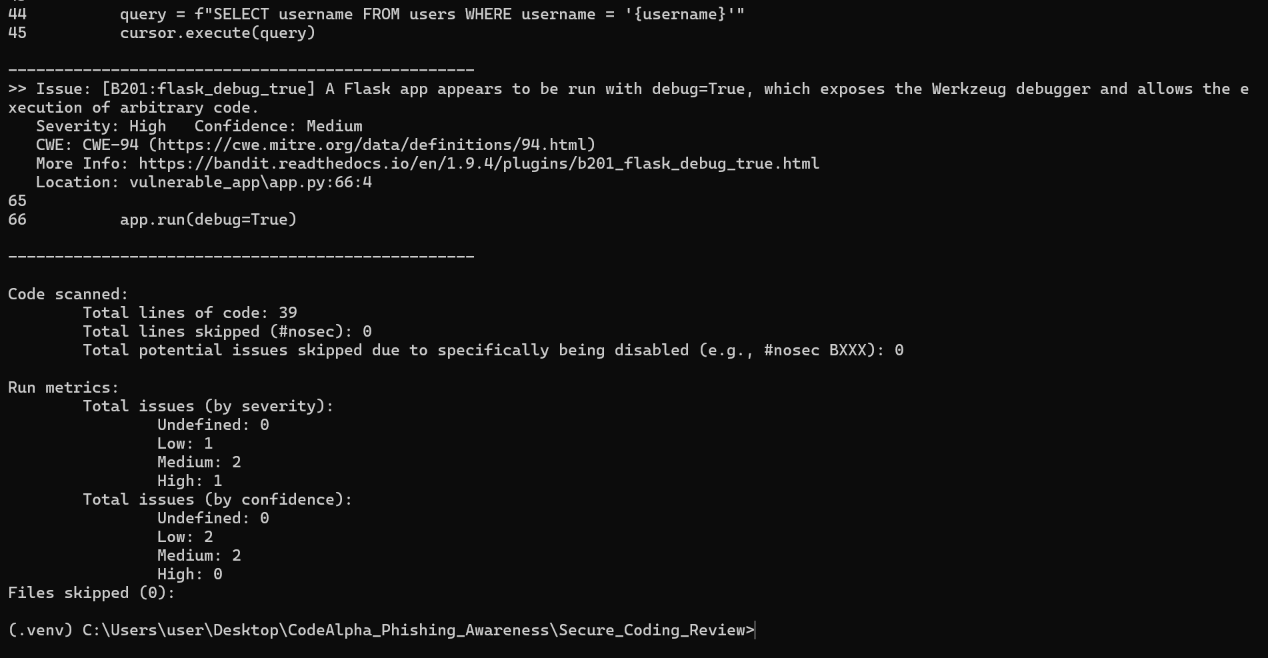 44          query = f"SELECT username FROM users WHERE username = '{username}'"
45          cursor.execute(query)
--------------------------------------------------
>> Issue: [B201:flask_debug_true] A Flask app appears to be run with debug=True, which exposes the Werkzeug debugger and allows the e
xecution of arbitrary code.
   Severity: High   Confidence: Medium
   CWE: CWE-94 (https://cwe.mitre.org/data/definitions/94.html)
   More Info: https://bandit.readthedocs.io/en/1.9.4/plugins/b201_flask_debug_true.html
   Location: vulnerable_app\app.py:66:4
65
66          app.run(debug=True)
--------------------------------------------------
Code scanned:
        Total lines of code: 39
        Total lines skipped (#nosec): 0
        Total potential issues skipped due to specifically being disabled (e.g., #nosec BXXX): 0
Run metrics:
        Total issues (by severity):
                Undefined: 0
                Low: 1
                Medium: 2
                High: 1
        Total issues (by confidence):
                Undefined: 0
                Low: 2
                Medium: 2
                High: 0
Files skipped (0):
(.venv) C:\Users\user\Desktop\CodeAlpha_Phishing_Awareness\Secure_Coding_Review>